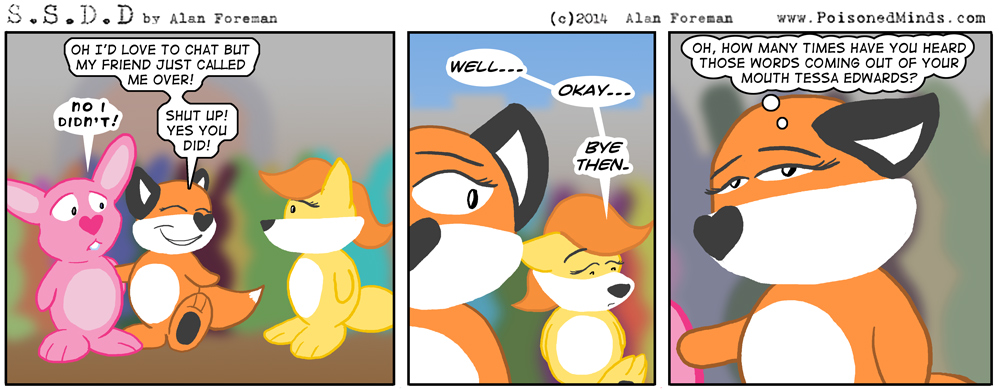 S.S.D.D by Alan Foreman (c)2014 Alan Foreman www.PoisonedMinds.com
OH I'D LOVE TO CHAT BUT
MY FRIEND JUST CALLED
ME OVER!
NO I
DIDN'T!
SHUT UP!
YES YOU
DID!
WELL...
OKAY...
BYE
THEN.
OH, HOW MANY TIMES HAVE YOU HEARD
THOSE WORDS COMING OUT OF YOUR
MOUTH TESSA EDWARDS?